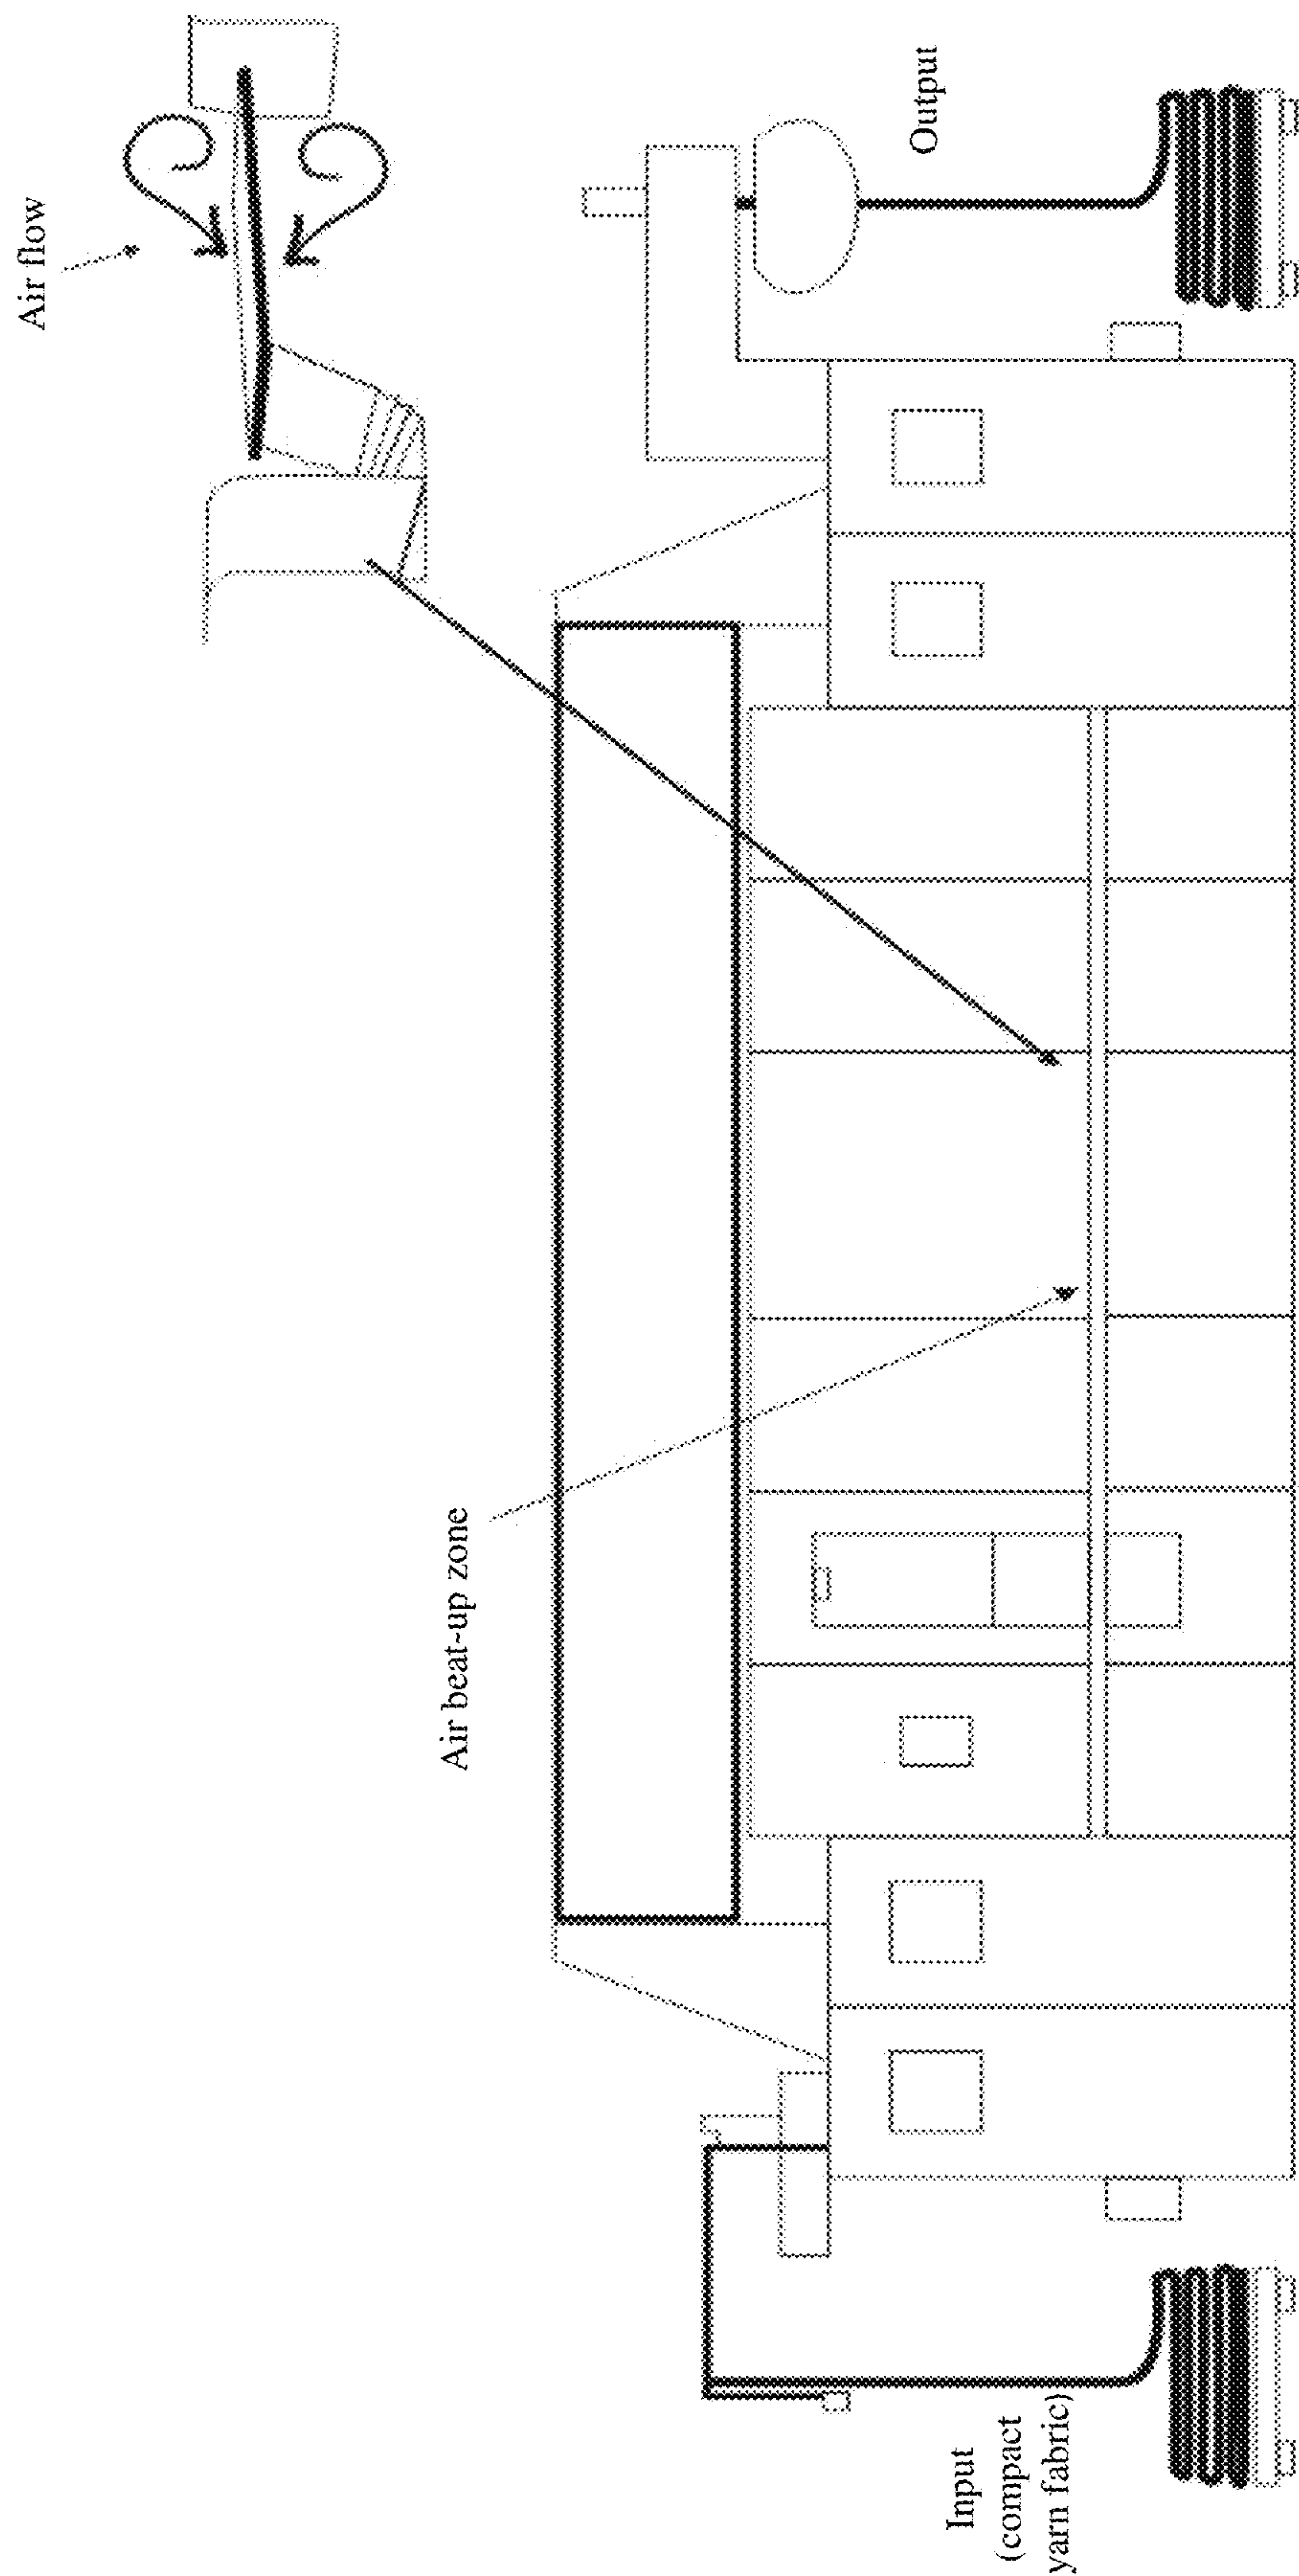 Air flow
Air beat-up zone
Output
Input
(compact
yarn fabric)